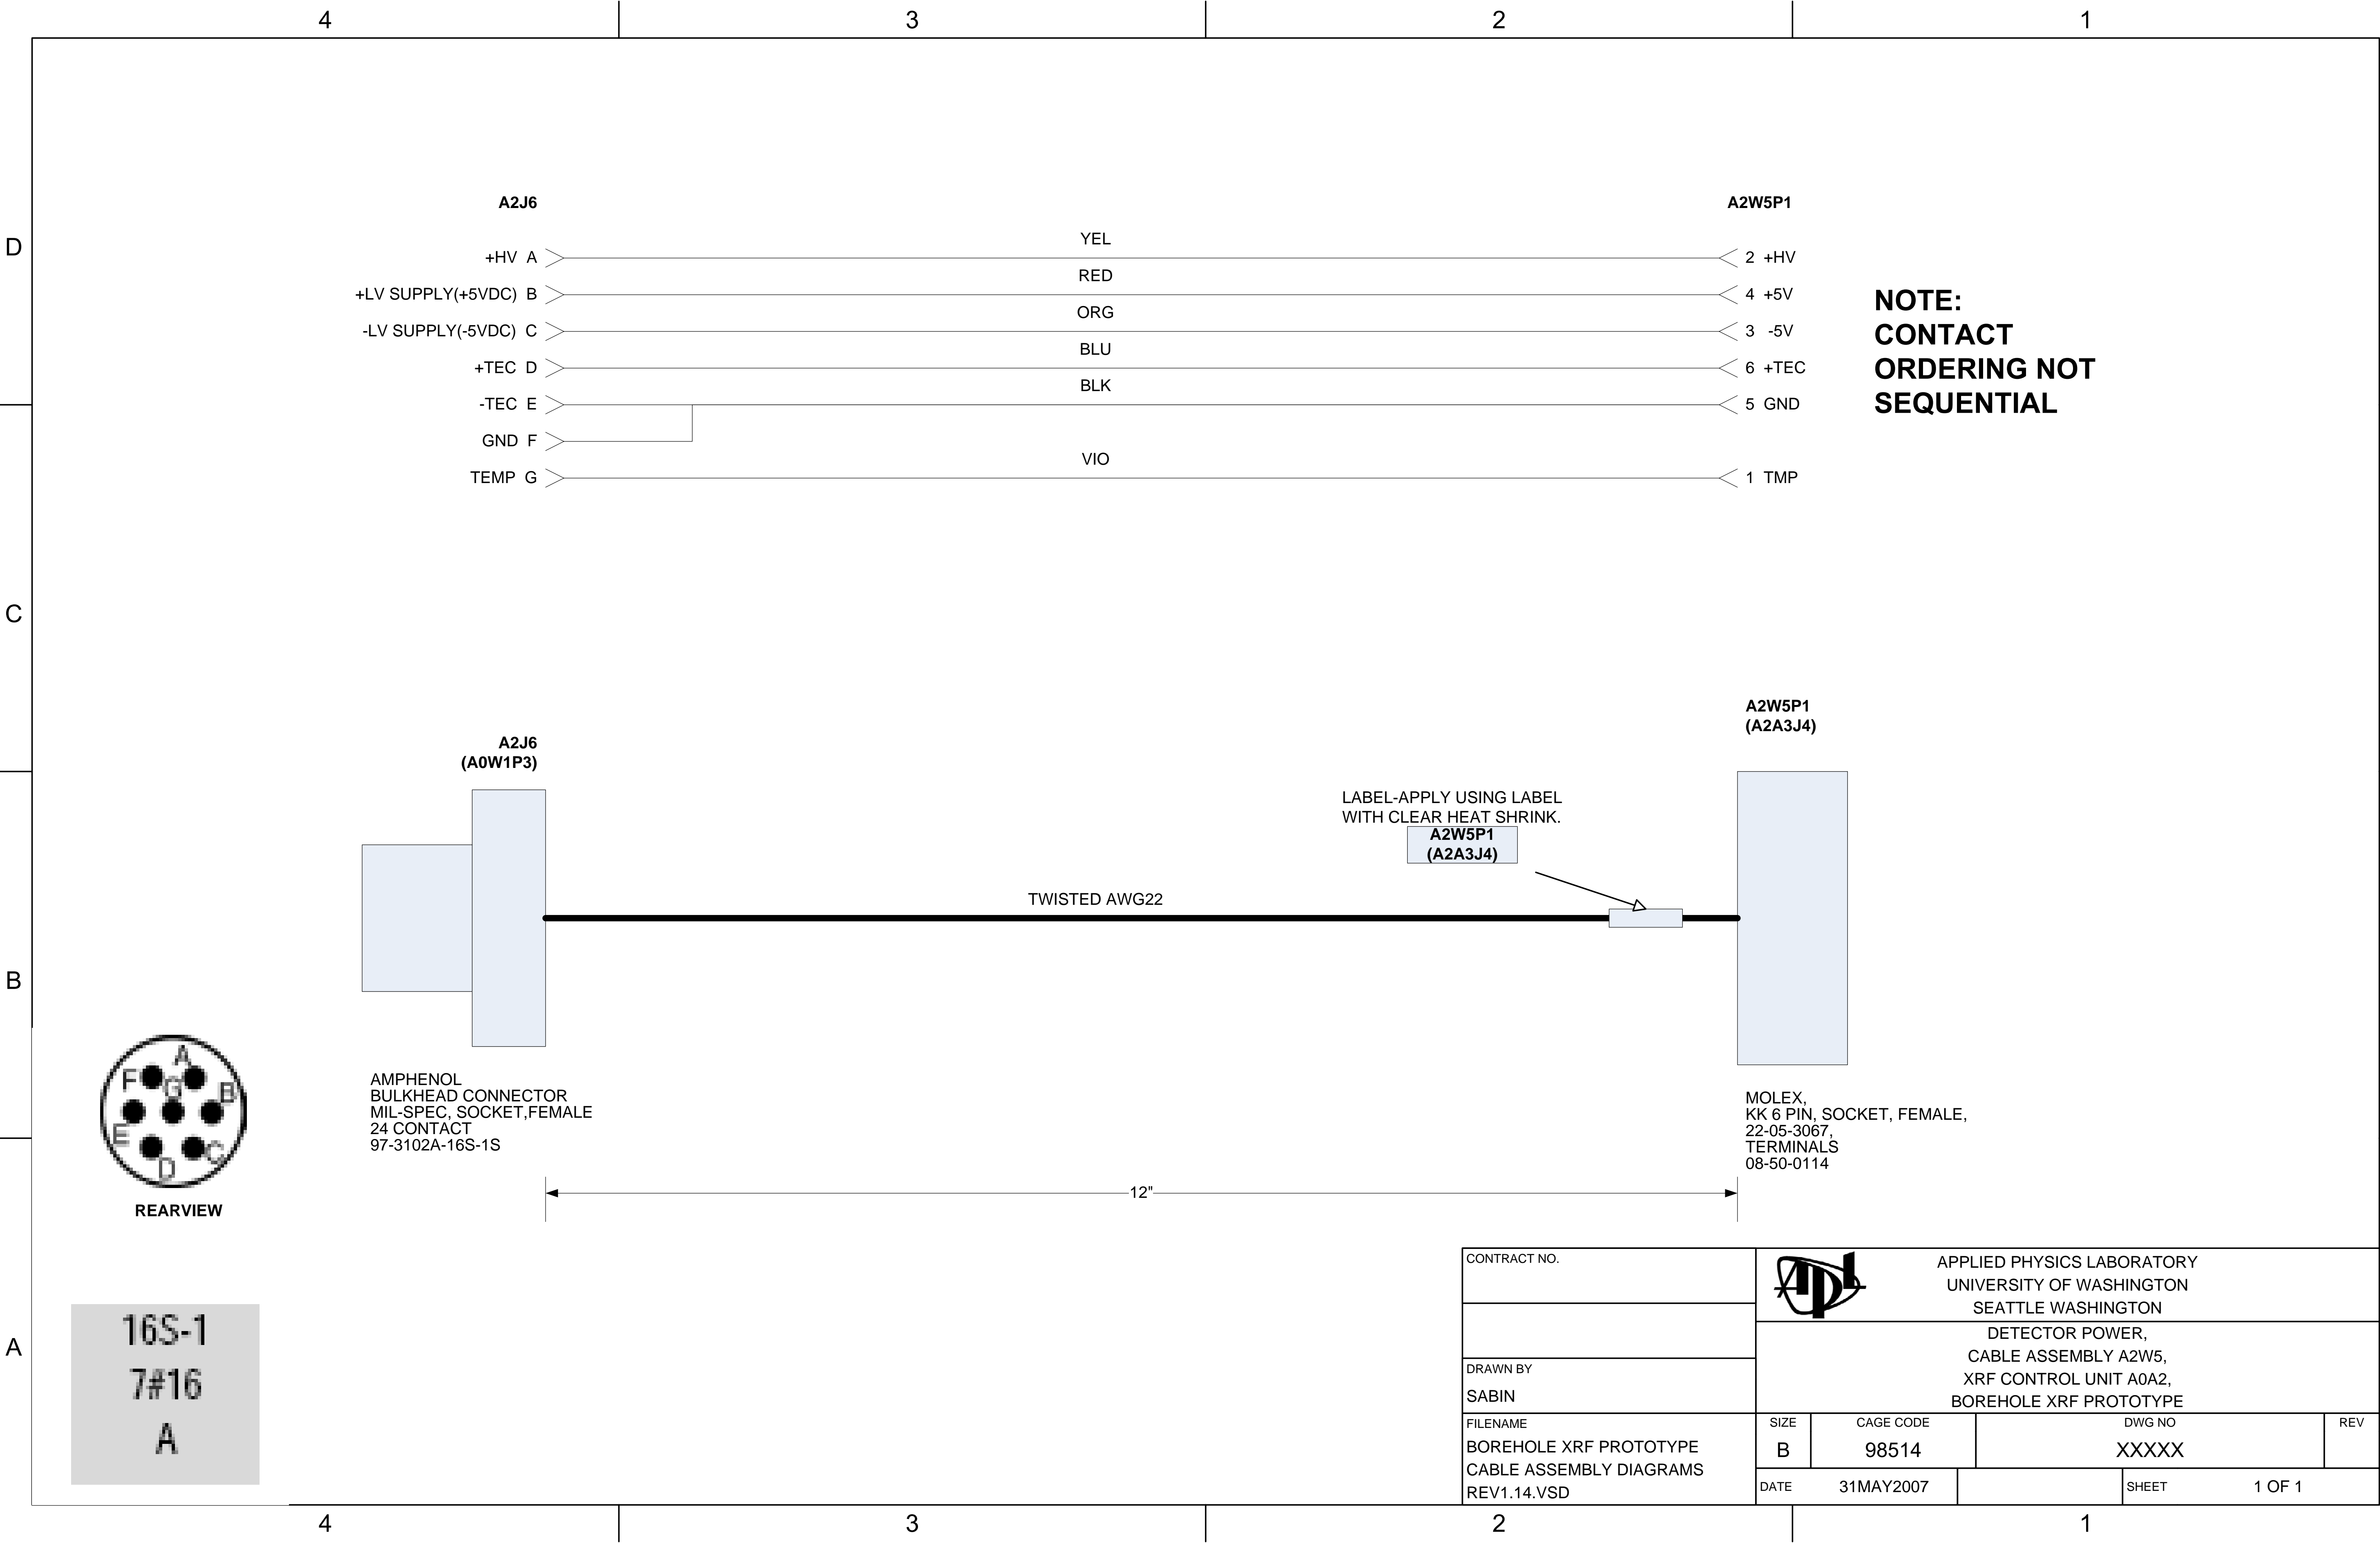 4 3 2 1
A2J6 A2W5P1
YEL
+HV A 2 +HV
RED
+LV SUPPLY(+5VDC) B 4 +5V
ORG
-LV SUPPLY(-5VDC) C 3 -5V
BLU
+TEC D 6 +TEC
BLK
-TEC E 5 GND
GND F
VIO
TEMP G 1 TMP
NOTE:
CONTACT
ORDERING NOT
SEQUENTIAL
D
C
B
A
A2J6
(A0W1P3)
A2W5P1
(A2A3J4)
LABEL-APPLY USING LABEL
WITH CLEAR HEAT SHRINK.
A2W5P1
(A2A3J4)
TWISTED AWG22
AMPHENOL
BULKHEAD CONNECTOR
MIL-SPEC, SOCKET,FEMALE
24 CONTACT
97-3102A-16S-1S
MOLEX,
KK 6 PIN, SOCKET, FEMALE,
22-05-3067,
TERMINALS
08-50-0114
12"
A
F
G
B
E
C
D
REARVIEW
16S-1
7#16
A
CONTRACT NO.
DRAWN BY
SABIN
FILENAME
BOREHOLE XRF PROTOTYPE
CABLE ASSEMBLY DIAGRAMS
REV1.14.VSD
APL
APPLIED PHYSICS LABORATORY
UNIVERSITY OF WASHINGTON
SEATTLE WASHINGTON
DETECTOR POWER,
CABLE ASSEMBLY A2W5,
XRF CONTROL UNIT A0A2,
BOREHOLE XRF PROTOTYPE
SIZE CAGE CODE DWG NO REV
B 98514 XXXXX
DATE 31MAY2007 SHEET 1 OF 1
4 3 2 1